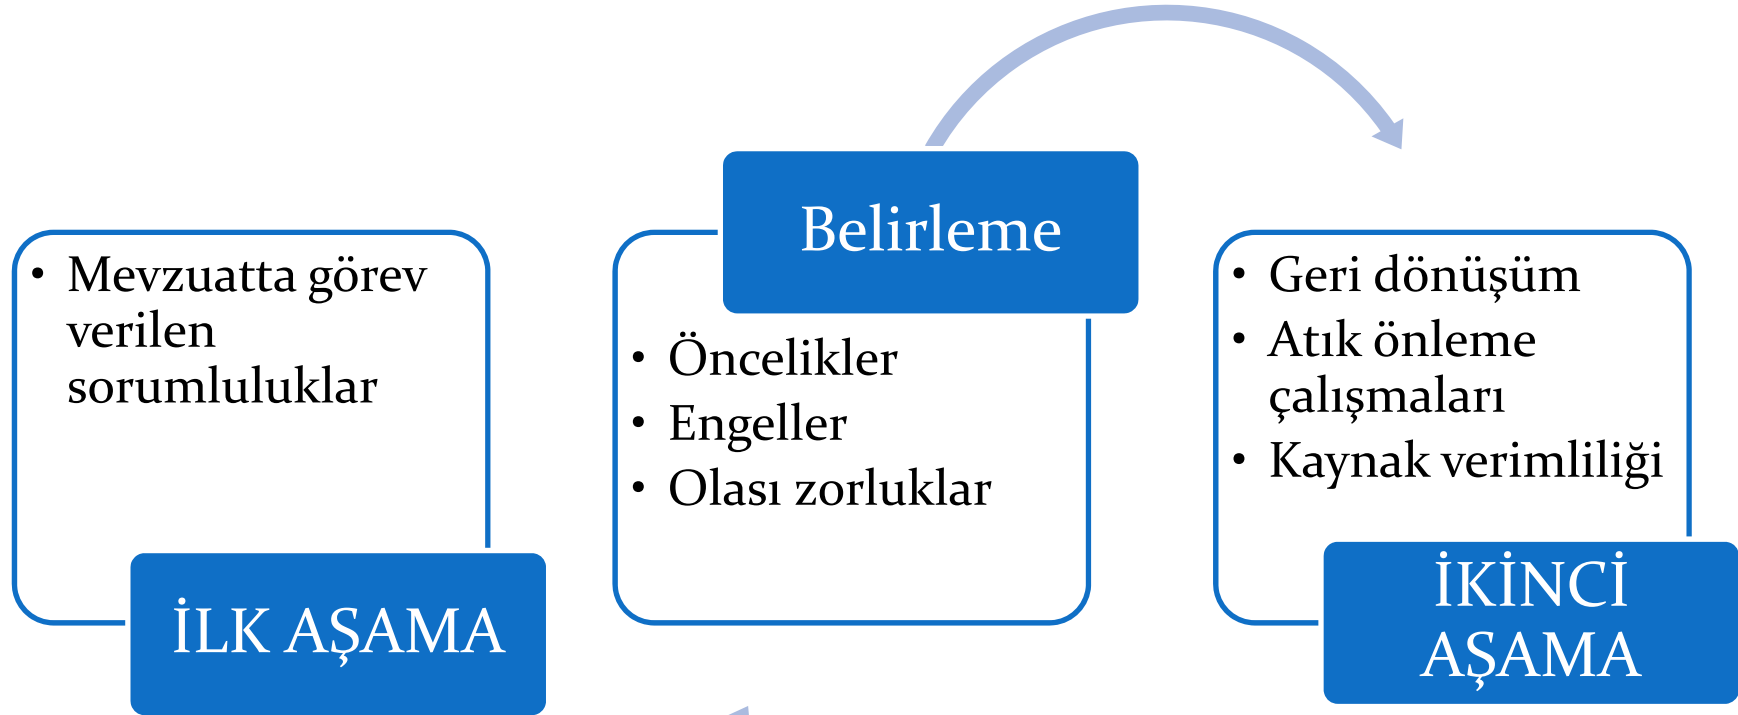 • Mevzuatta görev
verilen
sorumluluklar
İLK AŞAMA
Belirleme
• Öncelikler
• Engeller
• Olası zorluklar
• Geri dönüşüm
• Atık önleme
çalışmaları
• Kaynak verimliliği
İKİNCİ
AŞAMA